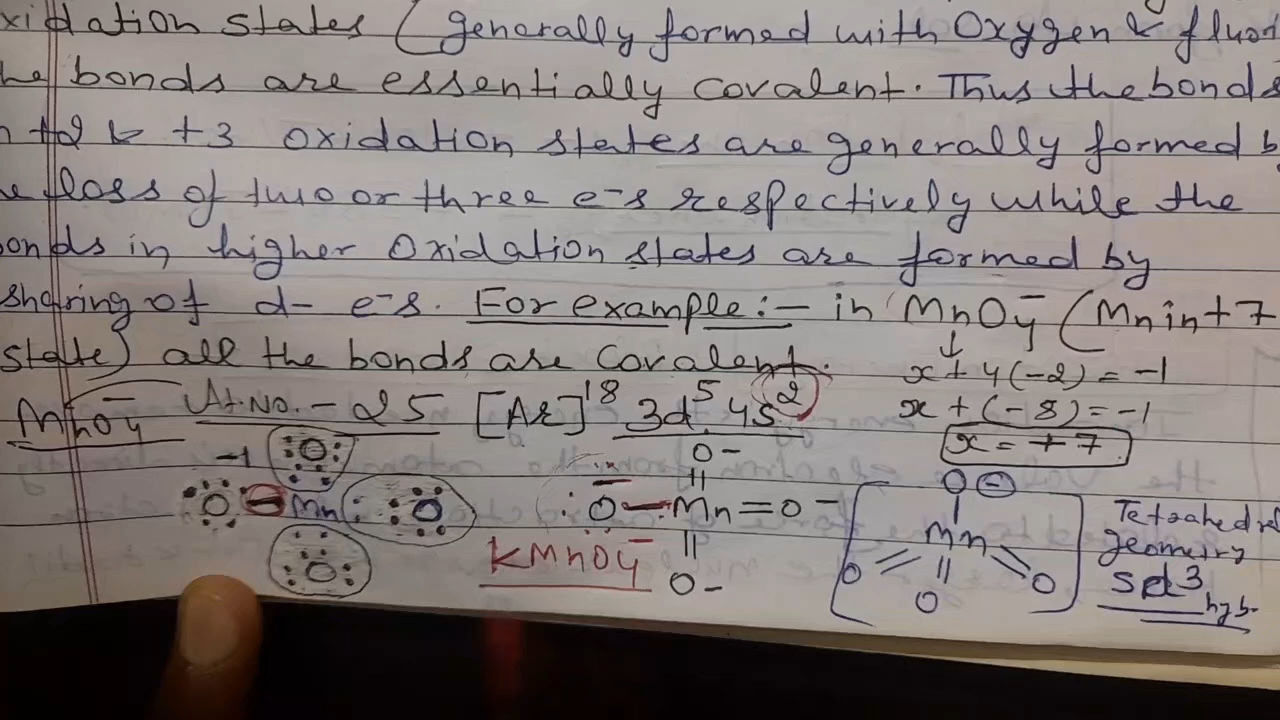 xidation states (generally formed with Oxygen & fluor
he bonds are essentially covalent. Thus the bonds
n +2 & +3 oxidation states are generally formed b
e loss of two or three e-s respectively while the
onds in higher Oxidation states are formed by
sharing of d- e-s. For example:- in MnO4- (Mn in +7
state) all the bonds are covalent.
x + 4(-2) = -1
MnO4- At.No. - 25 [Ar]18 3d5 4s2
x + (-8) = -1
x = +7
-1 O
O - Mn O
O
O-
O - Mn = O -
O-
KMnO4-
O -
Mn
O O O
Tetrahedral
geometry
sd3 hyb.